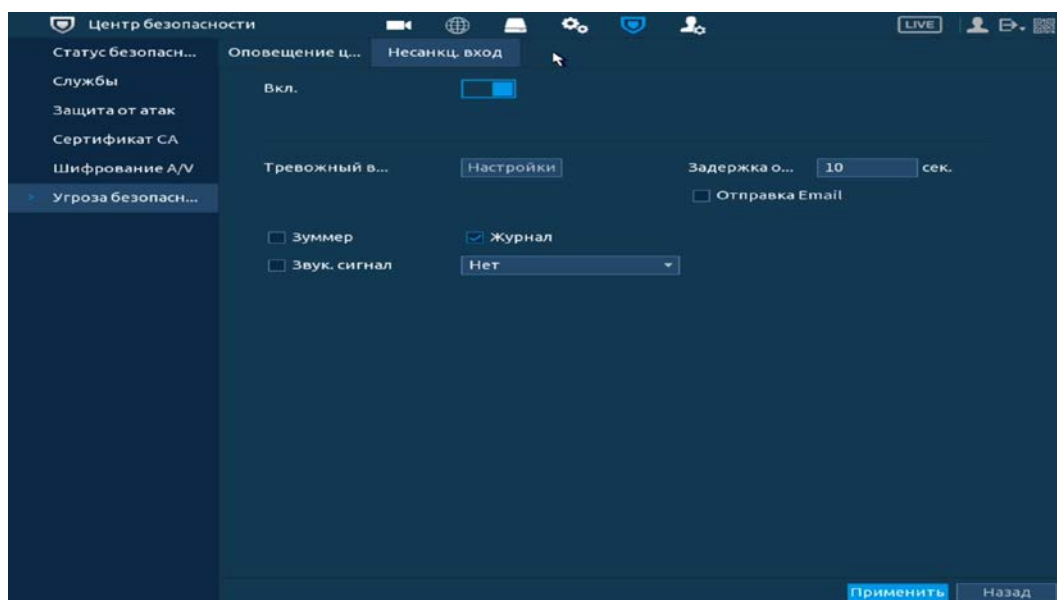 Центр безопасности
LIVE
Статус безопасн...
Службы
Защита от атак
Сертификат CA
Шифрование A/V
Угроза безопасн...
Оповещение ц...
Несанкц. вход
Вкл.
Тревожный в...
Настройки
Задержка о...
10
сек.
Отправка Email
Зуммер
Журнал
Звук. сигнал
Нет
Применить
Назад